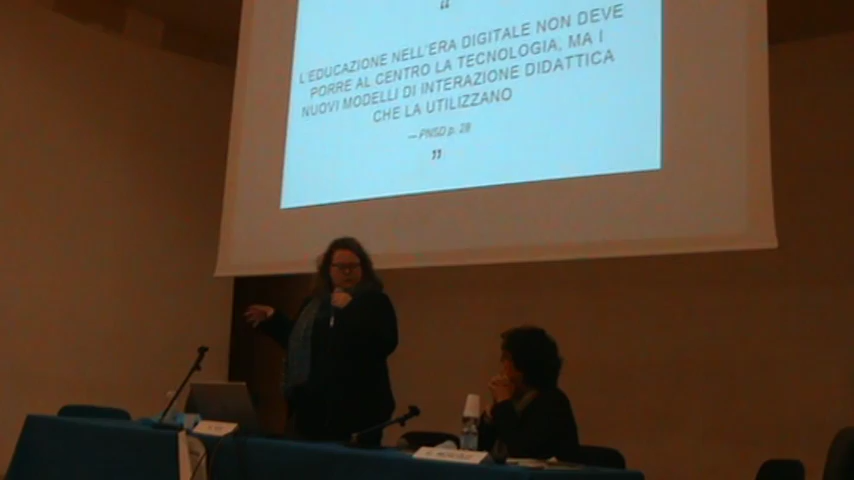 “
L'EDUCAZIONE NELL'ERA DIGITALE NON DEVE
PORRE AL CENTRO LA TECNOLOGIA, MA I
NUOVI MODELLI DI INTERAZIONE DIDATTICA
CHE LA UTILIZZANO
— PNSD p. 28
”